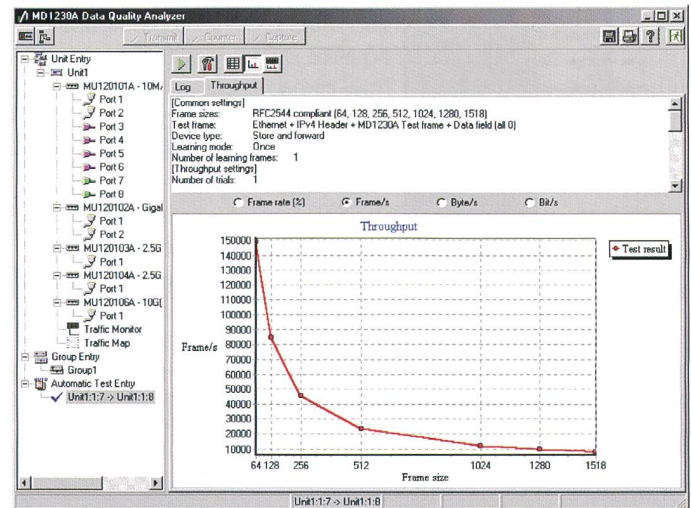 MD1230A Data Quality Analyzer
Transmit Counter Capture
Unit Entry
Unit1
MU120101A - 10M
Port 1
Port 2
Port 3
Port 4
Port 5
Port 6
Port 7
Port 8
MU120102A - Gigal
Port 1
Port 2
MU120103A - 2.5G
Port 1
MU120104A - 2.5G
Port 1
MU120106A - 10G(
Port 1
Traffic Monitor
Traffic Map
Group Entry
Group1
Automatic Test Entry
Unit1:1:7 -> Unit1:1:8
Log Throughput
[Common settings]
Frame sizes: RFC2544 compliant (64, 128, 256, 512, 1024, 1280, 1518)
Test frame: Ethernet + IPv4 Header + MD1230A Test frame + Data field (all 0)
Device type: Store and forward
Learning mode: Once
Number of learning frames: 1
[Throughput settings]
Number of trials: 1
Frame rate (%) Frame/s Byte/s Bit/s
Throughput
Test result
150000
140000
130000
120000
110000
100000
90000
80000
70000
60000
50000
40000
30000
20000
10000
Frame/s
64 128 256 512 1024 1280 1518
Frame size
Unit1:1:7 -> Unit1:1:8